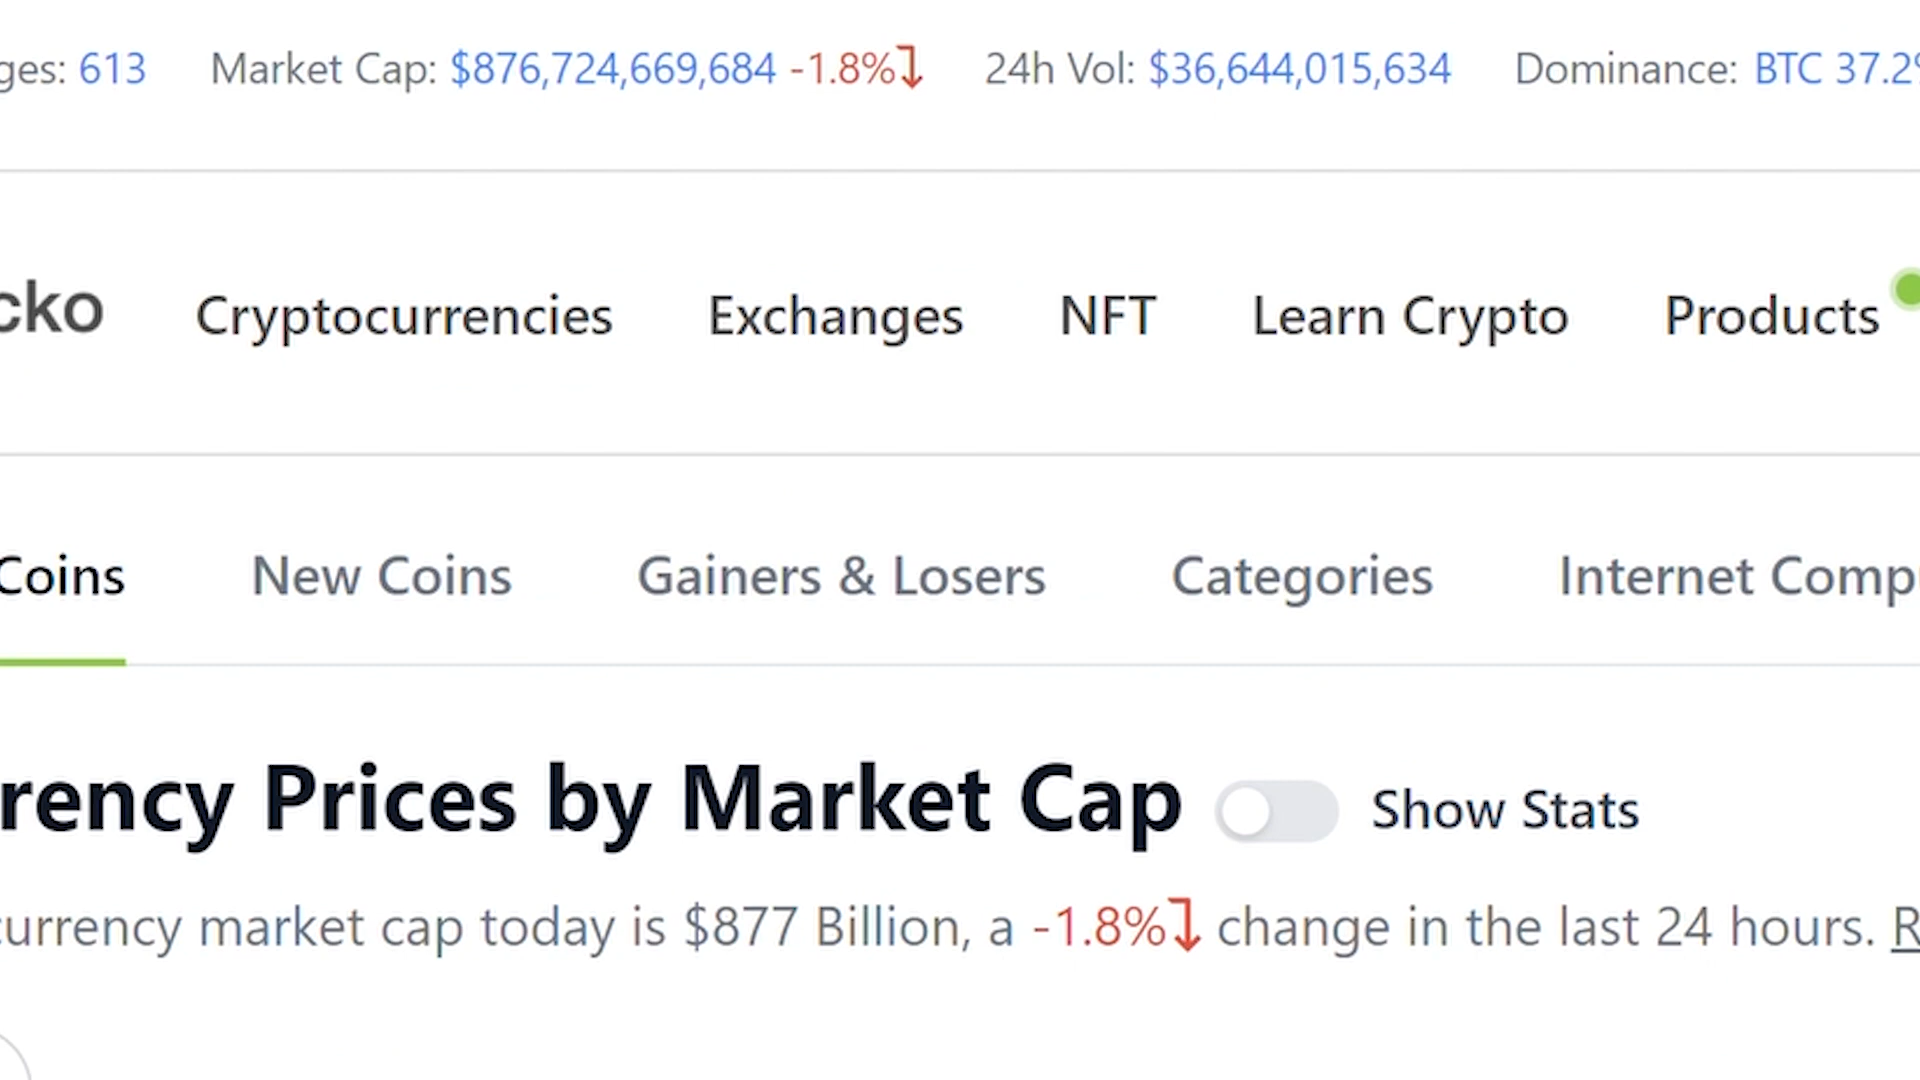 ges: 613 Market Cap: $876,724,669,684 -1.8% 24h Vol: $36,644,015,634 Dominance: BTC 37.2%
cko Cryptocurrencies Exchanges NFT Learn Crypto Products
Coins New Coins Gainers & Losers Categories Internet Comp
rency Prices by Market Cap Show Stats
currency market cap today is $877 Billion, a -1.8% change in the last 24 hours. R